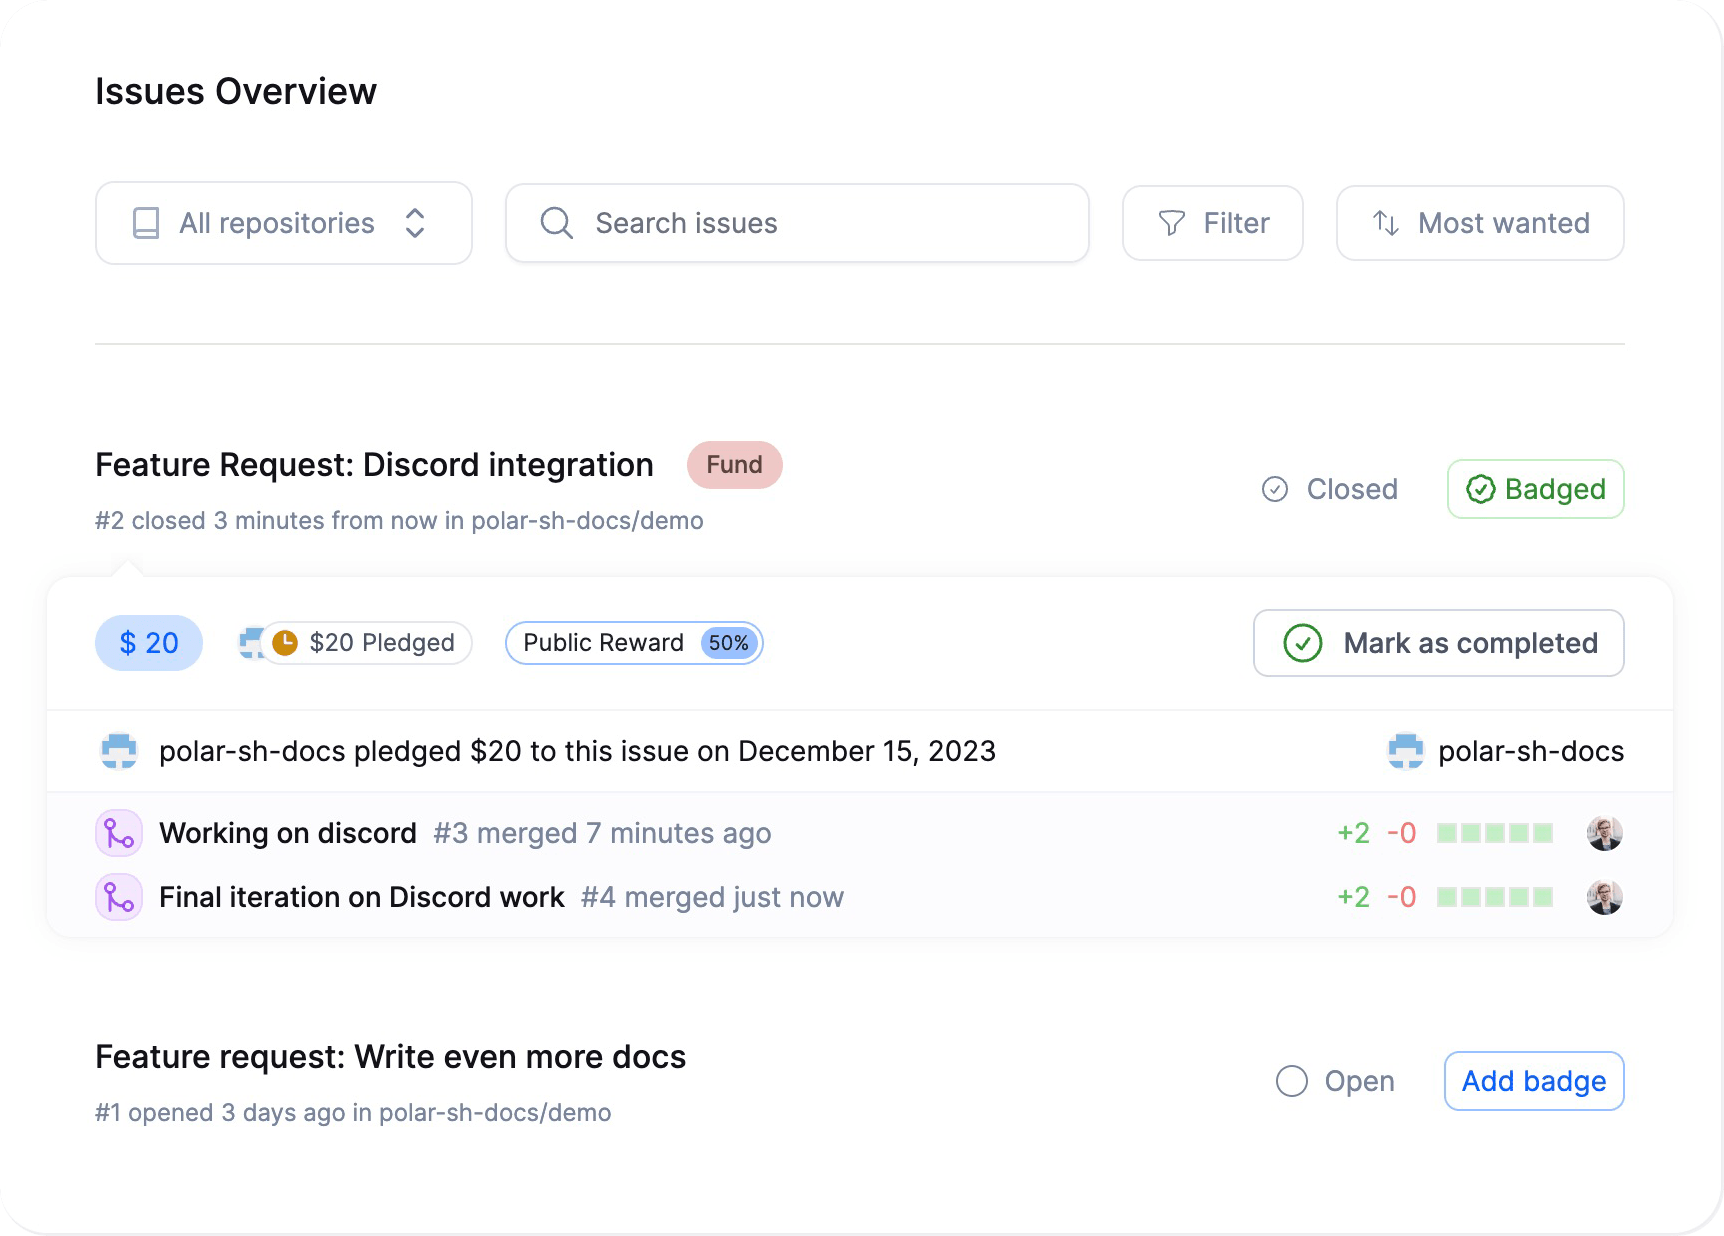 Issues Overview
All repositories
Search issues
Filter
Most wanted
Feature Request: Discord integration
Fund
#2 closed 3 minutes from now in polar-sh-docs/demo
Closed
Badged
$ 20
$20 Pledged
Public Reward 50%
Mark as completed
polar-sh-docs pledged $20 to this issue on December 15, 2023
polar-sh-docs
Working on discord #3 merged 7 minutes ago
+2 -0
Final iteration on Discord work #4 merged just now
+2 -0
Feature request: Write even more docs
#1 opened 3 days ago in polar-sh-docs/demo
Open
Add badge